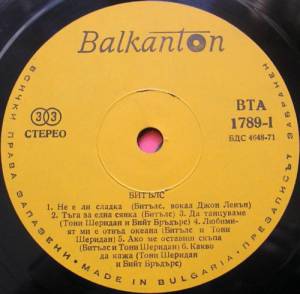 Balkanton
ВСИЧКИ ПРАВА ЗАПАЗЕНИ. ПРЕЗАПИСЪТ ЗАБРАНЕН
33
СТЕРЕО
ВТА
1789-I
БДС 4648-71
БИТЪЛС
1. Не е ли сладка (Битълс, вокал Джон Ленън)
2. Тъга за една сянка (Битълс) 3. Да танцуваме
(Тони Шеридан и Бийт Бръдърс) 4. Любими-
ят ми е отвъд океана (Битълс и Тони
Шеридан) 5. Ако ме оставиш скъпа
(Битълс и Тони Шеридан) 6. Какво
да кажа (Тони Шеридан
и Бийт Бръдърс)
• MADE IN BULGARIA •